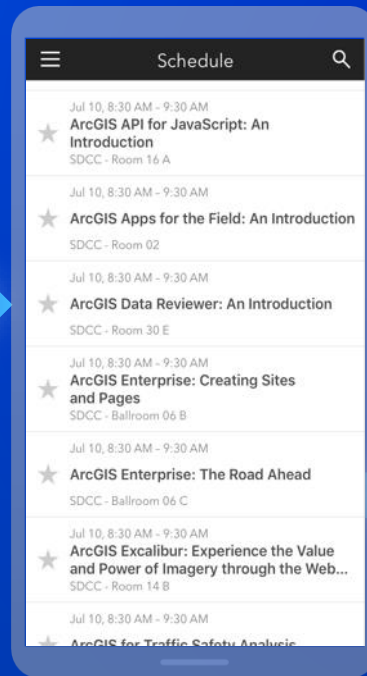 Schedule
Jul 10, 8:30 AM - 9:30 AM
ArcGIS API for JavaScript: An
Introduction
SDCC - Room 16 A
Jul 10, 8:30 AM - 9:30 AM
ArcGIS Apps for the Field: An Introduction
SDCC - Room 02
Jul 10, 8:30 AM - 9:30 AM
ArcGIS Data Reviewer: An Introduction
SDCC - Room 30 E
Jul 10, 8:30 AM - 9:30 AM
ArcGIS Enterprise: Creating Sites
and Pages
SDCC - Ballroom 06 B
Jul 10, 8:30 AM - 9:30 AM
ArcGIS Enterprise: The Road Ahead
SDCC - Ballroom 06 C
Jul 10, 8:30 AM - 9:30 AM
ArcGIS Excalibur: Experience the Value
and Power of Imagery through the Web...
SDCC - Room 14 B
Jul 10, 8:30 AM - 9:30 AM
ArcGIS for Traffic Safety Analysis